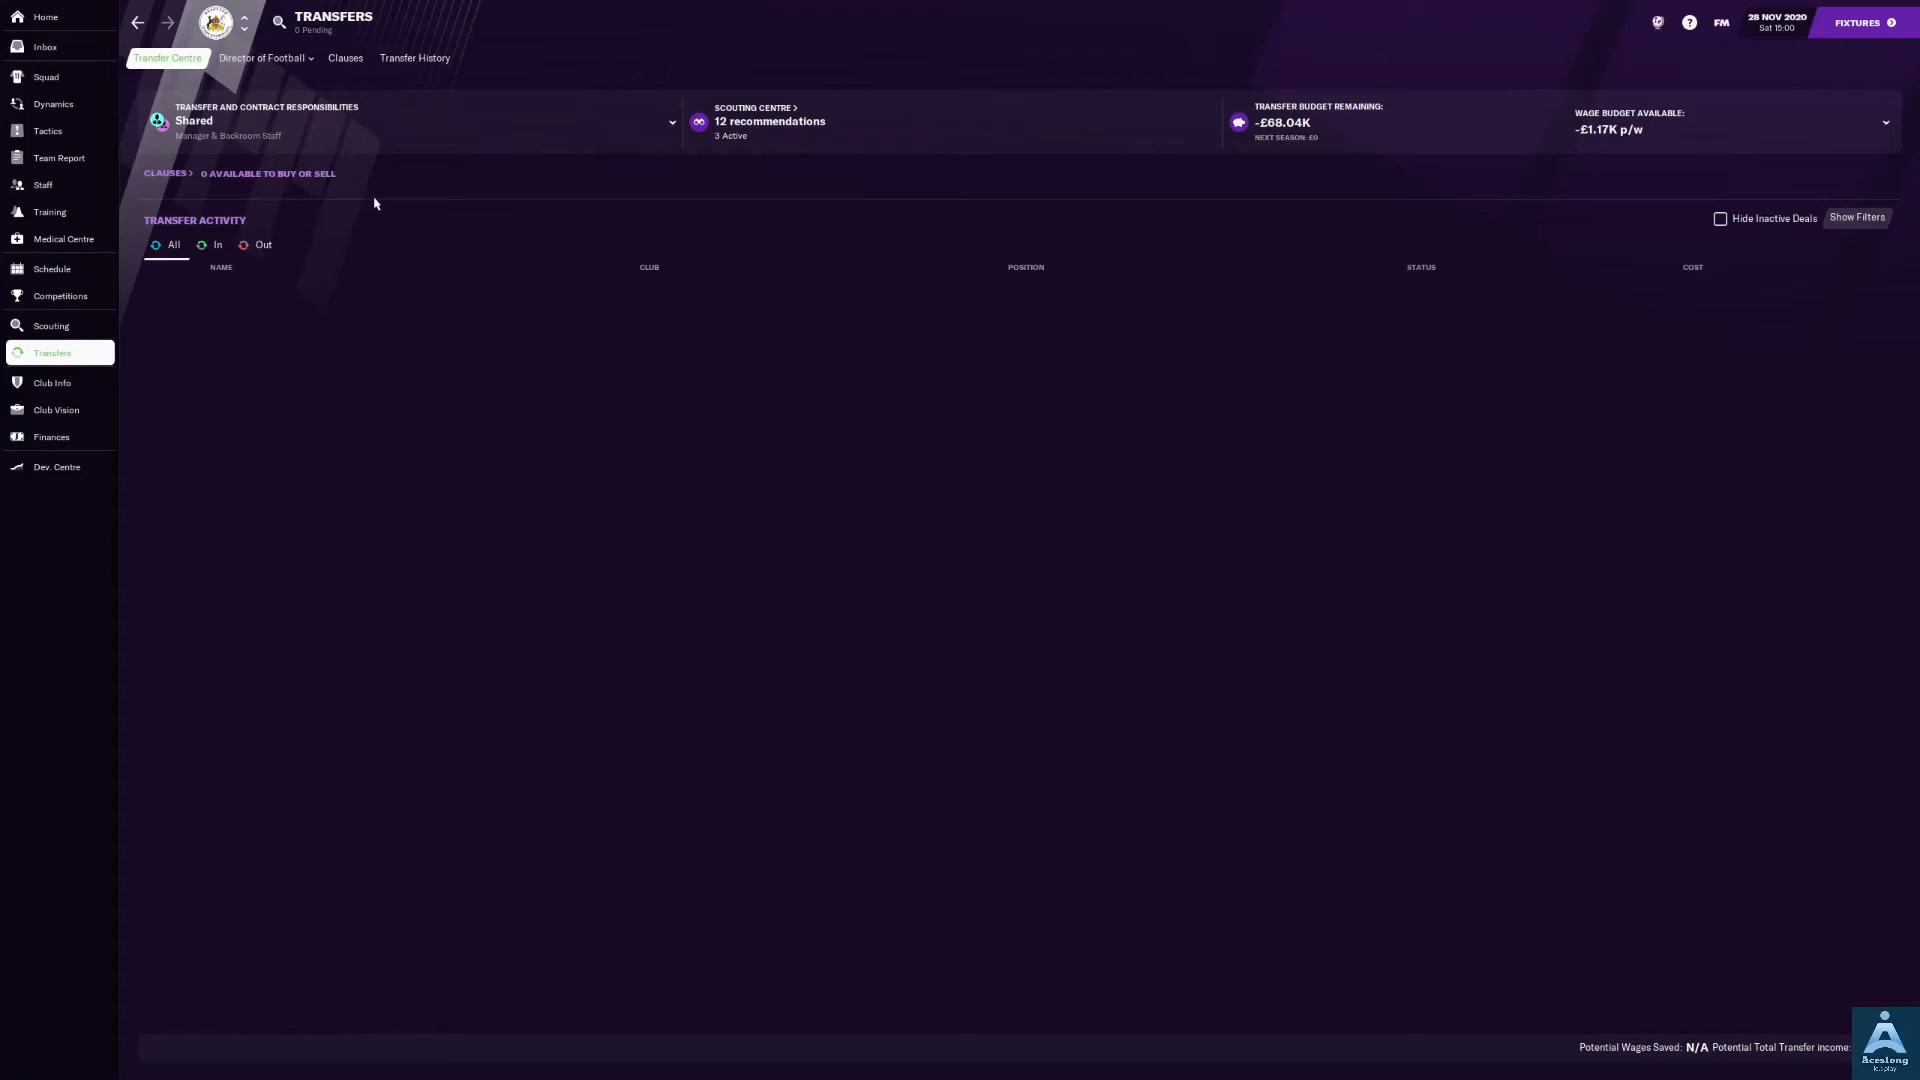 Home
Inbox
Squad
Dynamics
Tactics
Team Report
Staff
Training
Medical Centre
Schedule
Competitions
Scouting
Transfers
Club Info
Club Vision
Finances
Dev. Centre
TRANSFERS
0 Pending
FM
28 NOV 2020
Sat 15:00
FIXTURES
Transfer Centre
Director of Football
Clauses
Transfer History
TRANSFER AND CONTRACT RESPONSIBILITIES
Shared
Manager & Backroom Staff
SCOUTING CENTRE >
12 recommendations
3 Active
TRANSFER BUDGET REMAINING:
-£68.04K
NEXT SEASON: £0
WAGE BUDGET AVAILABLE:
-£1.17K p/w
CLAUSES > 0 AVAILABLE TO BUY OR SELL
TRANSFER ACTIVITY
Hide Inactive Deals
Show Filters
All
In
Out
NAME CLUB POSITION STATUS COST
Potential Wages Saved: N/A Potential Total Transfer income:
Aceslong
let's play